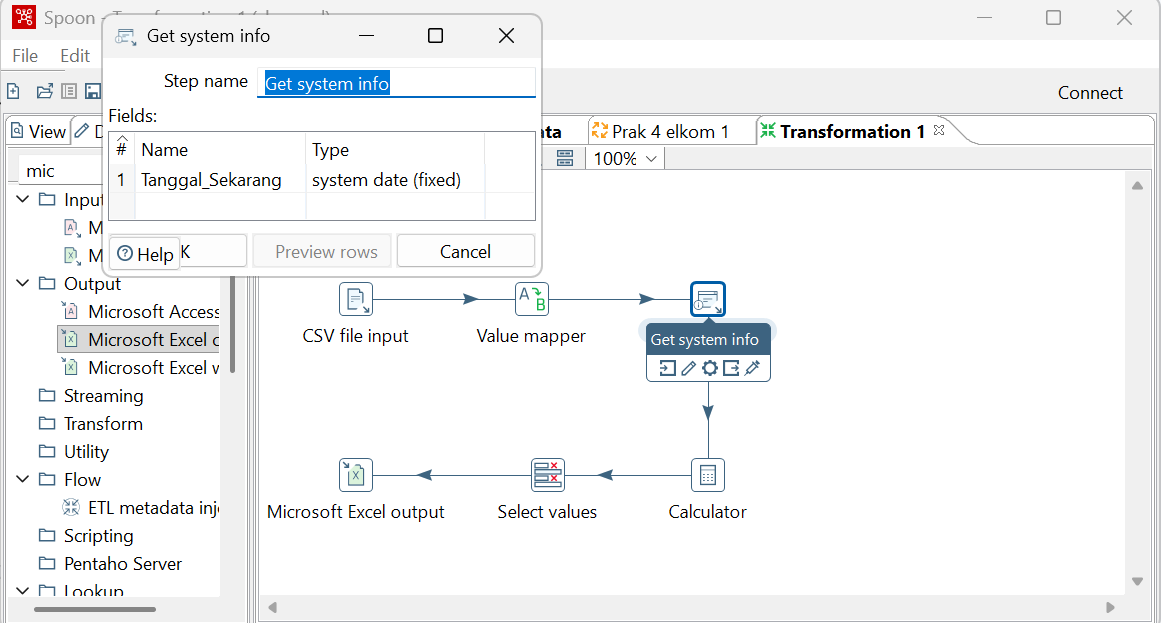 Spoon -
Get system info
File Edit
Step name Get system info
Connect
Fields:
View
Prak 4 elkom 1
Transformation 1
# Name Type
100%
mic
1 Tanggal_Sekarang system date (fixed)
Help
Preview rows
Cancel
Output
Microsoft Access
Microsoft Excel
Microsoft Excel
Streaming
Transform
Utility
Flow
ETL metadata
Scripting
Pentaho Server
Lookup
CSV file input
Value mapper
Get system info
Microsoft Excel output
Select values
Calculator